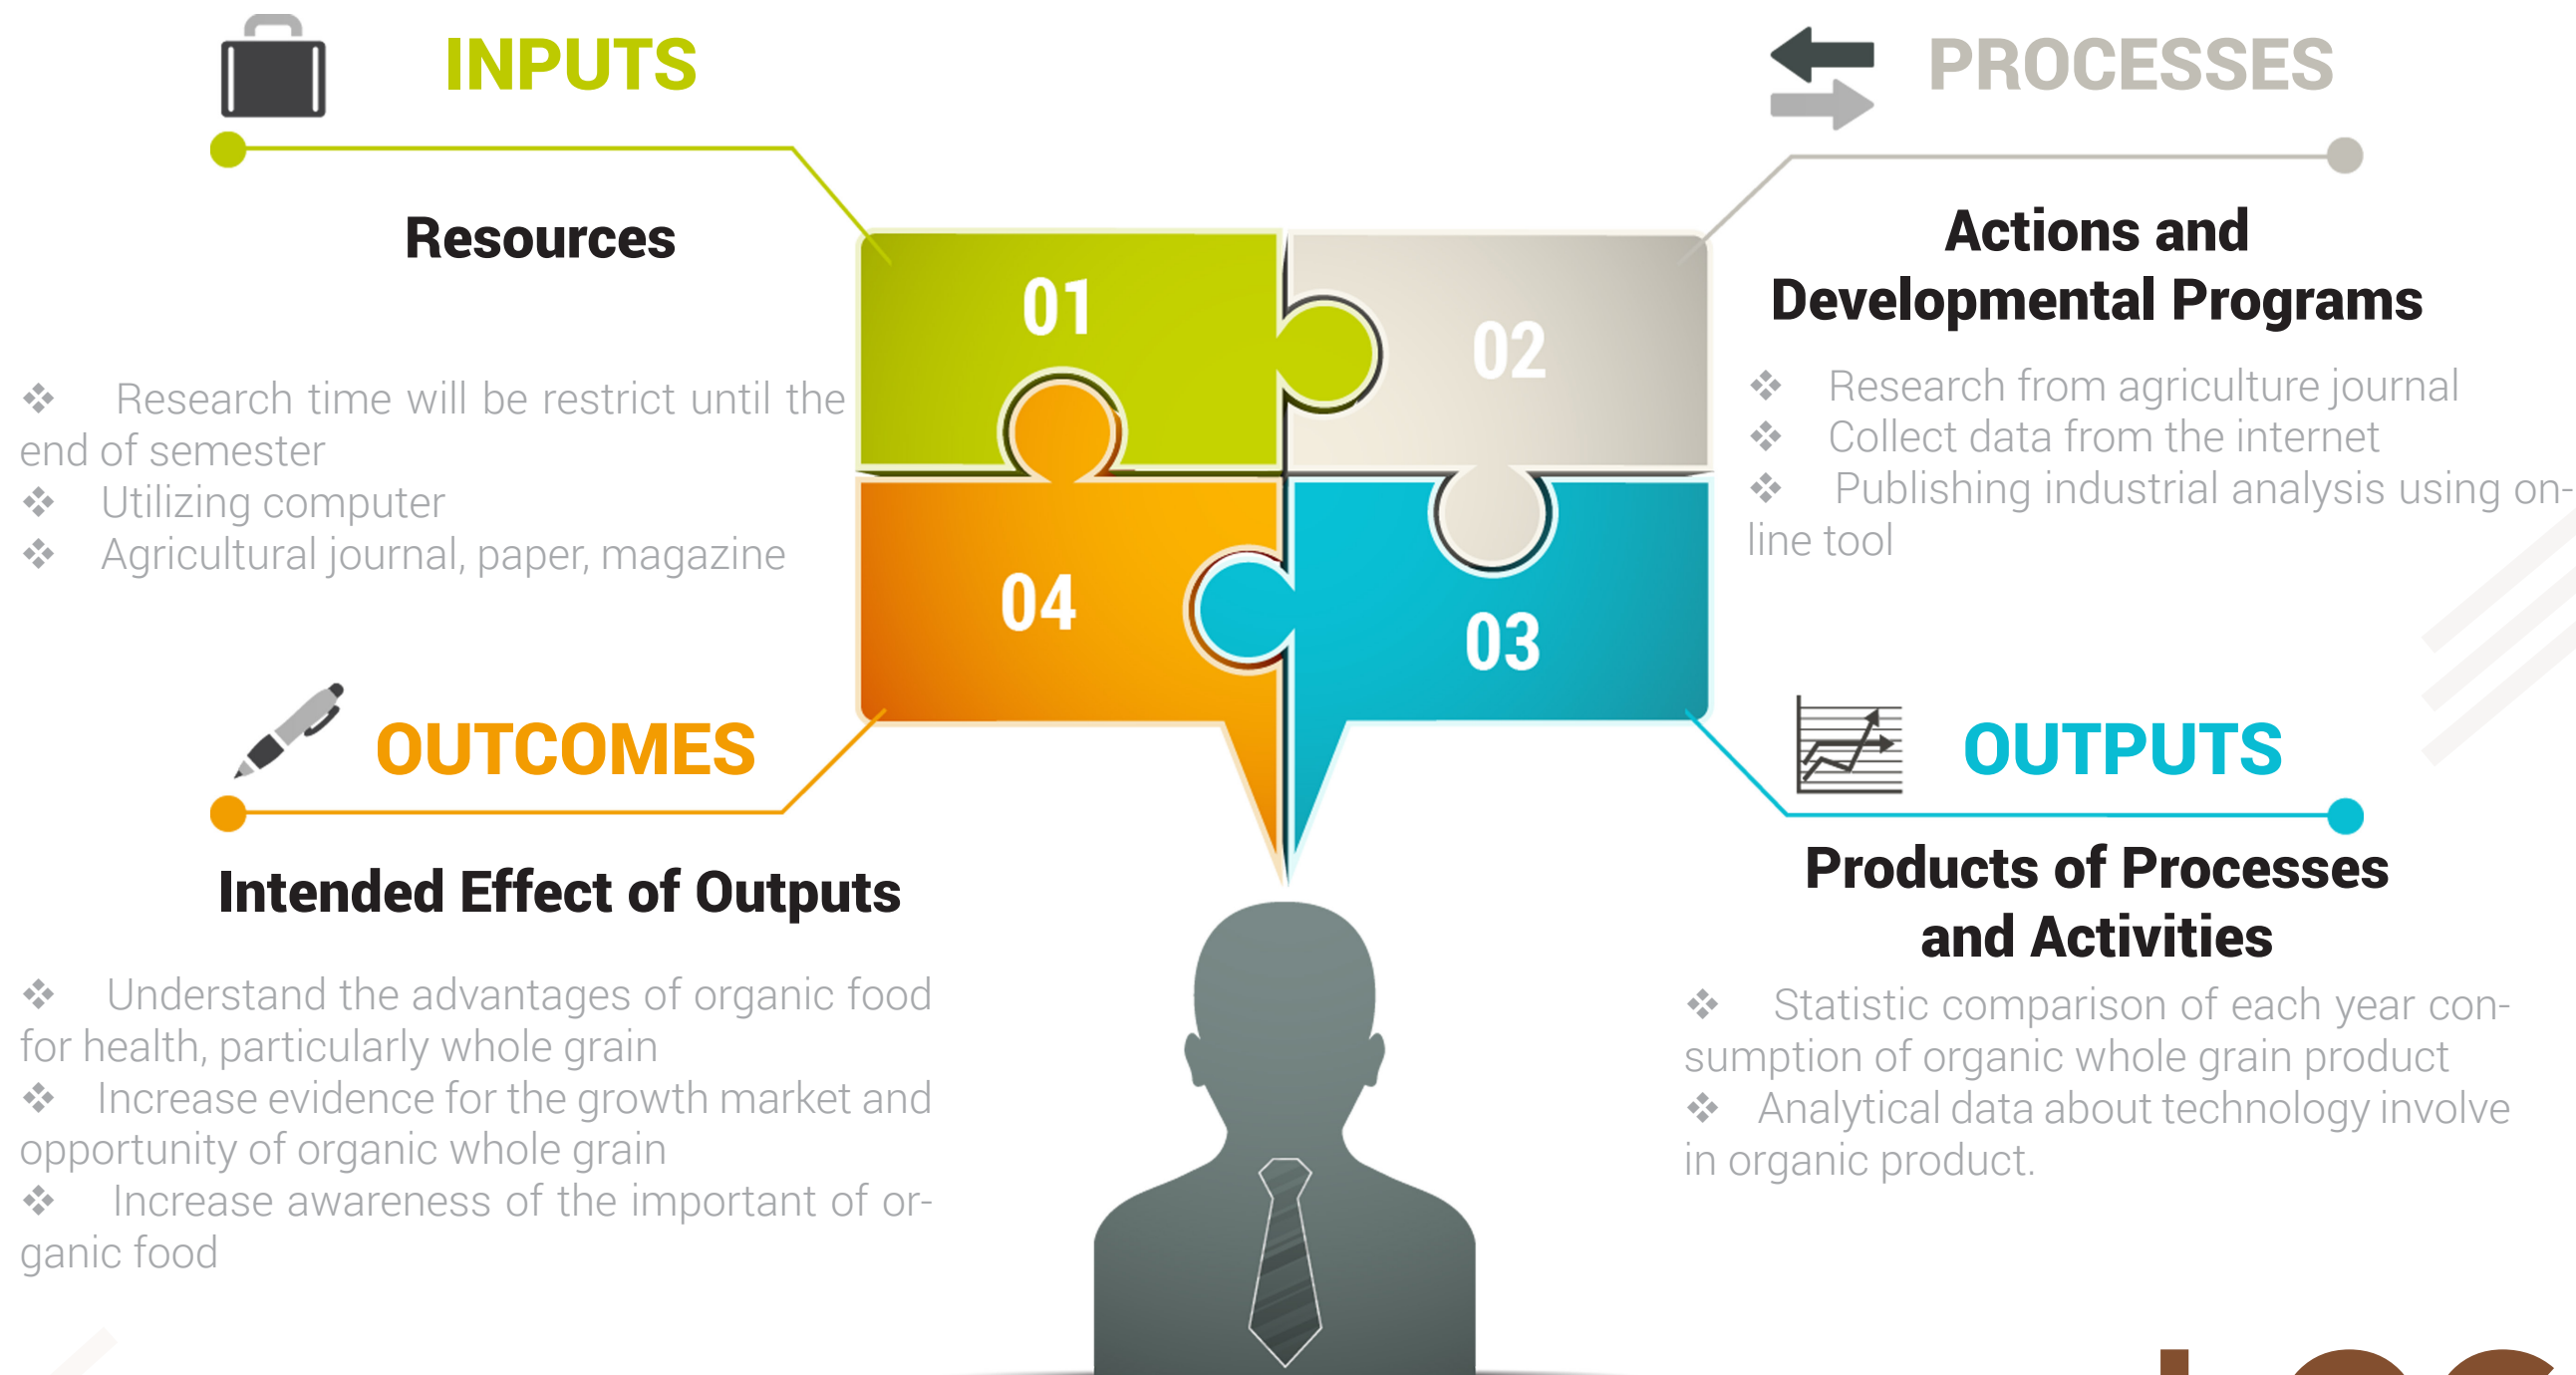 INPUTS
Resources
❖ Research time will be restrict until the
end of semester
❖ Utilizing computer
❖ Agricultural journal, paper, magazine
PROCESSES
Actions and
Developmental Programs
❖ Research from agriculture journal
❖ Collect data from the internet
❖ Publishing industrial analysis using on-
line tool
01
02
04
03
OUTCOMES
Intended Effect of Outputs
❖ Understand the advantages of organic food
for health, particularly whole grain
❖ Increase evidence for the growth market and
opportunity of organic whole grain
❖ Increase awareness of the important of or-
ganic food
OUTPUTS
Products of Processes
and Activities
❖ Statistic comparison of each year con-
sumption of organic whole grain product
❖ Analytical data about technology involve
in organic product.